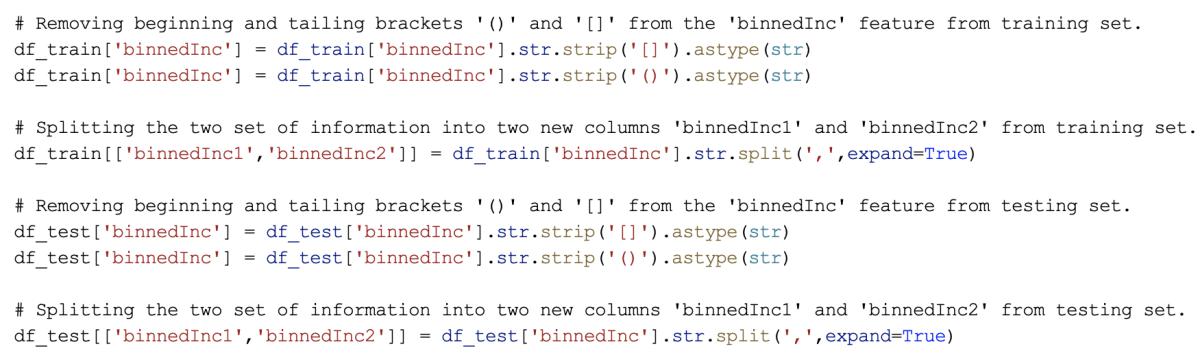 # Removing beginning and tailing brackets '()' and '[]' from the 'binnedInc' feature from training set.
df_train['binnedInc'] = df_train['binnedInc'].str.strip('[]').astype(str)
df_train['binnedInc'] = df_train['binnedInc'].str.strip('()').astype(str)
# Splitting the two set of information into two new columns 'binnedInc1' and 'binnedInc2' from training set.
df_train[['binnedInc1','binnedInc2']] = df_train['binnedInc'].str.split(',',expand=True)
# Removing beginning and tailing brackets '()' and '[]' from the 'binnedInc' feature from testing set.
df_test['binnedInc'] = df_test['binnedInc'].str.strip('[]').astype(str)
df_test['binnedInc'] = df_test['binnedInc'].str.strip('()').astype(str)
# Splitting the two set of information into two new columns 'binnedInc1' and 'binnedInc2' from testing set.
df_test[['binnedInc1','binnedInc2']] = df_test['binnedInc'].str.split(',',expand=True)